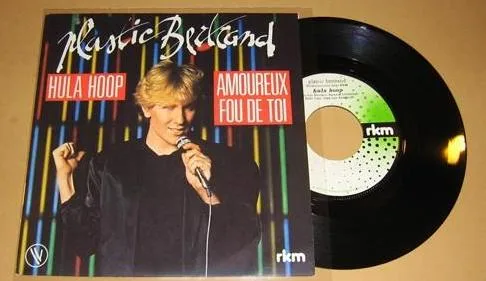 plastic Bertrand
HULA HOOP
AMOUREUX
FOU DE TOI
rkm
plastic bertrand
hula hoop
rkm